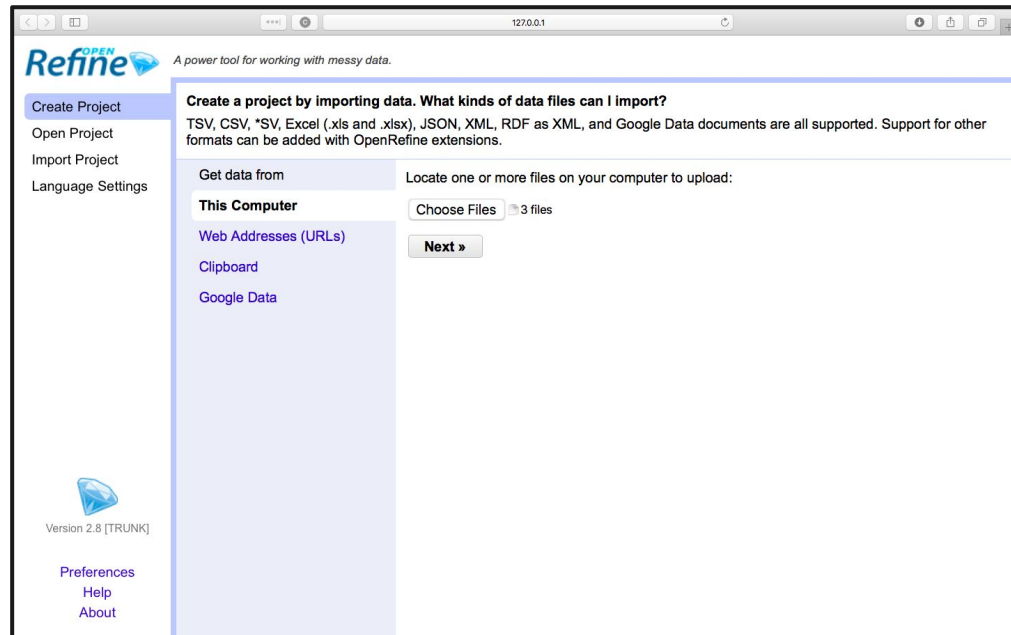 127.0.0.1
OPEN
Refine
A power tool for working with messy data.
Create Project
Open Project
Import Project
Language Settings
Create a project by importing data. What kinds of data files can I import?
TSV, CSV, *SV, Excel (.xls and .xlsx), JSON, XML, RDF as XML, and Google Data documents are all supported. Support for other
formats can be added with OpenRefine extensions.
Get data from
This Computer
Web Addresses (URLs)
Clipboard
Google Data
Locate one or more files on your computer to upload:
Choose Files 3 files
Next »
Version 2.8 [TRUNK]
Preferences
Help
About